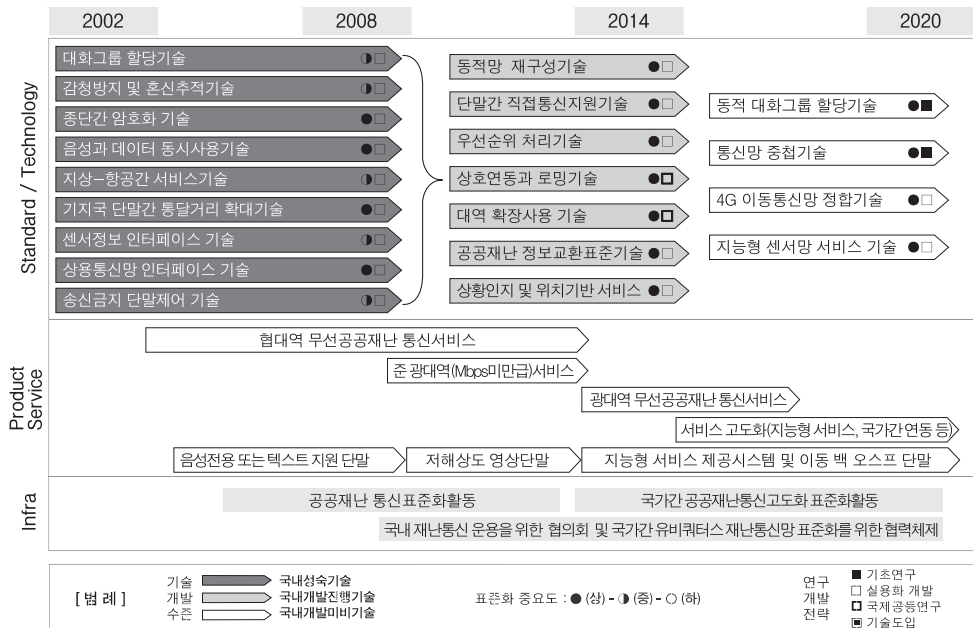 2002
2008
2014
2020
Standard / Technology
대화그룹 할당기술 ◑□
감청방지 및 혼신추적기술 ◑□
종단간 암호화 기술 ●□
음성과 데이터 동시사용기술 ●□
지상–항공간 서비스기술 ◑□
기지국 단말간 통달거리 확대기술 ●□
센서정보 인터페이스 기술 ◑□
상용통신망 인터페이스 기술 ●□
송신금지 단말제어 기술 ◑□
동적망 재구성기술 ●□
단말간 직접통신지원기술 ●□
우선순위 처리기술 ●□
상호연동과 로밍기술 ●◘
대역 확장사용 기술 ●◘
공공재난 정보교환표준기술 ●□
상황인지 및 위치기반 서비스 ●□
동적 대화그룹 할당기술 ●■
통신망 중첩기술 ●■
4G 이동통신망 정합기술 ●□
지능형 센서망 서비스 기술 ●□
Product Service
협대역 무선공공재난 통신서비스
준 광대역(Mbps미만급)서비스
광대역 무선공공재난 통신서비스
서비스 고도화(지능형 서비스, 국가간 연동 등)
음성전용 또는 텍스트 지원 단말
저해상도 영상단말
지능형 서비스 제공시스템 및 이동 백 오스프 단말
Infra
공공재난 통신표준화활동
국가간 공공재난통신고도화 표준화활동
국내 재난통신 운용을 위한 협의회 및 국가간 유비쿼터스 재난통신망 표준화를 위한 협력체제
[범례]
기술 개발 수준
국내성숙기술
국내개발진행기술
국내개발미비기술
표준화 중요도 : ● (상) - ◑ (중) - ○ (하)
연구 개발 전략
■ 기초연구
□ 실용화 개발
◘ 국제공동연구
▣ 기술도입